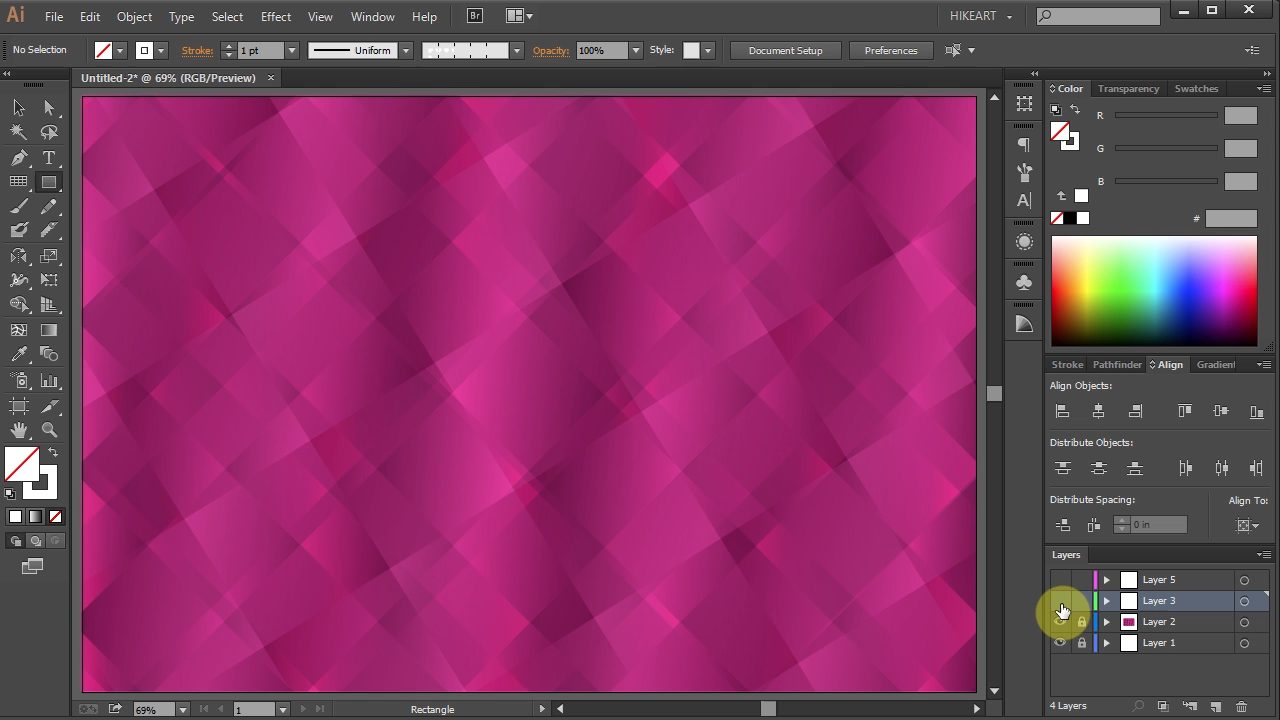 Ai File Edit Object Type Select Effect View Window Help Br HIKEART
No Selection Stroke: 1 pt Uniform Opacity: 100% Style: Document Setup Preferences
Untitled-2* @ 69% (RGB/Preview) ×
Color Transparency Swatches
R
G
B
#
Stroke Pathfinder Align Gradient
Align Objects:
Distribute Objects:
Distribute Spacing: Align To:
0 in
Layers
Layer 5
Layer 3
Layer 2
Layer 1
4 Layers
69% 1 Rectangle